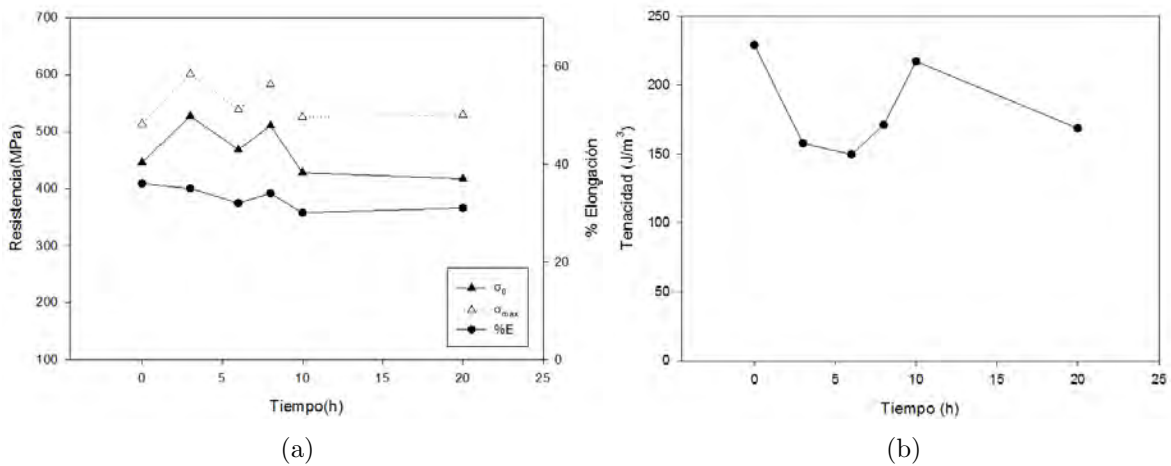 700
600
500
400
300
200
100
Resistencia(MPa)
60
40
20
0
% Elongación
σ0
σmax
%E
0 5 10 15 20 25
Tiempo(h)
(a)
250
200
150
100
50
0
Tenacidad (J/m³)
0 5 10 15 20 25
Tiempo (h)
(b)